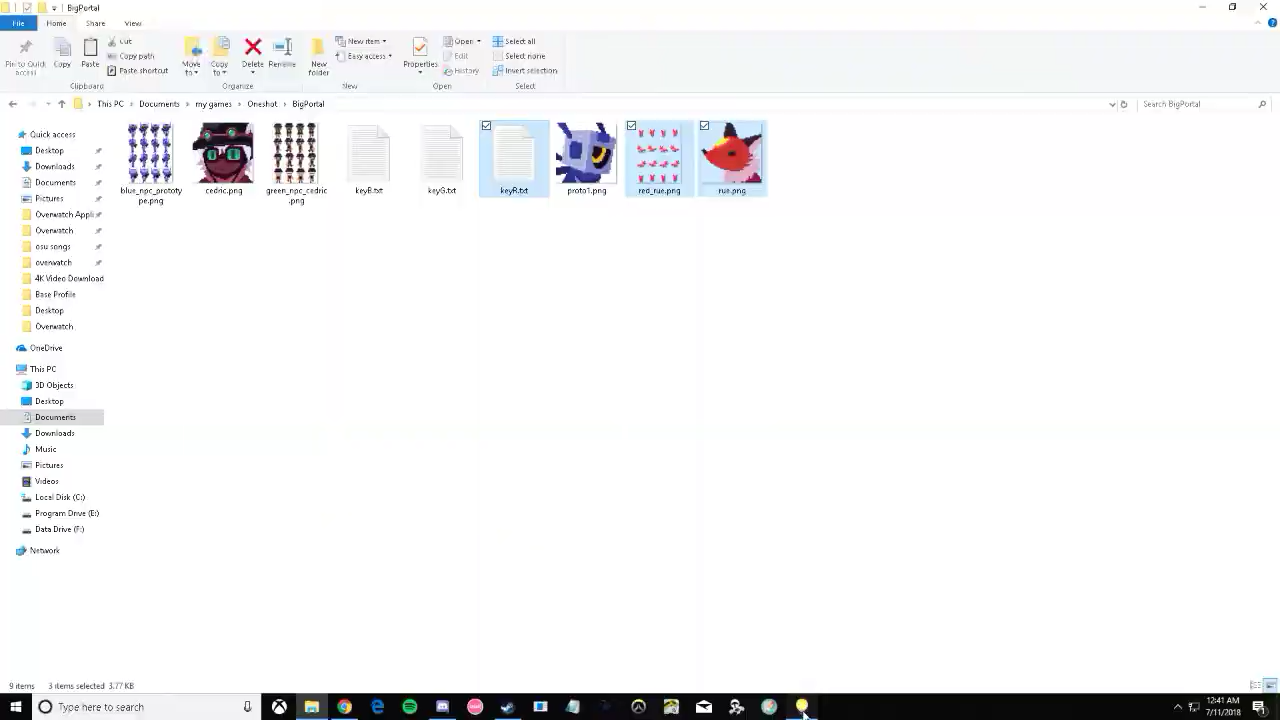 BigPortal
File Home Share View
Pin to Quick access
Copy
Paste
Cut
Copy path
Paste shortcut
Move to
Copy to
Delete
Rename
New folder
New item
Easy access
Properties
Open
Edit
History
Select all
Select none
Invert selection
Clipboard Organize New Open Select
This PC Documents my games Oneshot BigPortal
Search BigPortal
Quick access
Desktop
Downloads
Documents
Pictures
Overwatch Appli
Overwatch
osu songs
overwatch
4K Video Download
Base Profile
Desktop
Overwatch
OneDrive
This PC
3D Objects
Desktop
Documents
Downloads
Music
Pictures
Videos
Local Disk (C:)
Program Drive (E:)
Data Drive (F:)
Network
blue_npc_prototy
pe.png
cedric.png
green_npc_cedric
.png
keyB.txt
keyG.txt
keyR.txt
proto1.png
red_rue.png
rue.png
9 items 3 items selected 3.77 KB
Type here to search
12:41 AM
7/11/2018